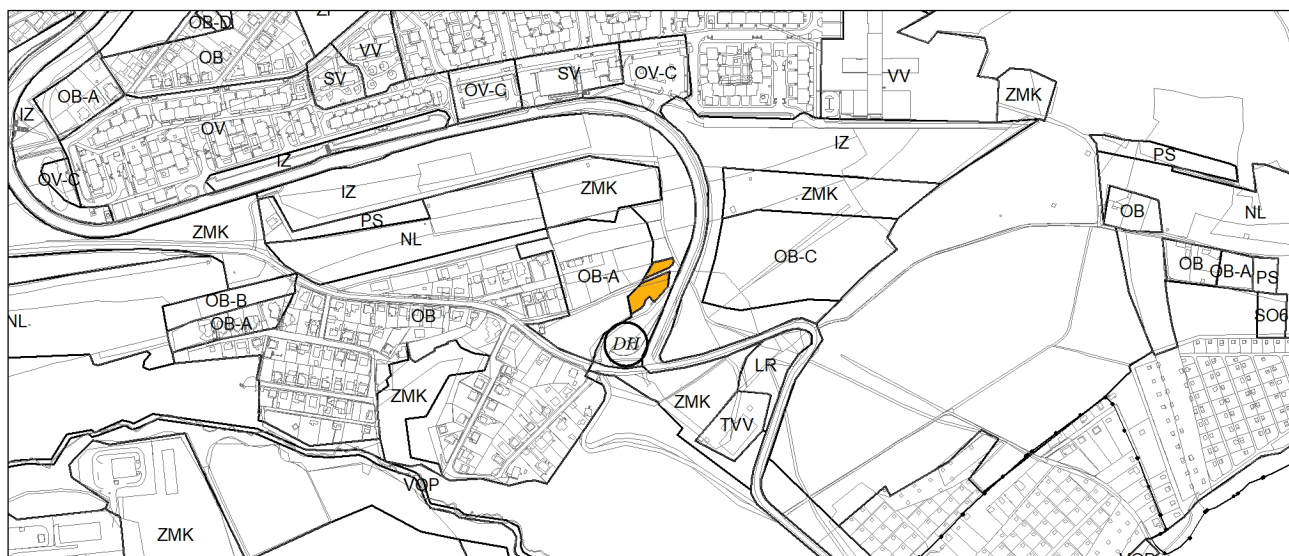 OB-D
ZP
OB
VV
SV
OB-A
IZ
OV-C
SV
OV-C
VV
ZMK
OV
IZ
IZ
PS
OV-C
ZMK
IZ
ZMK
OB
PS
NL
ZMK
NL
OB-A
OB-C
OB
OB-A
PS
OB-B
NL
OB
SO6
OB-A
DH
ZMK
LR
ZMK
TVV
VOP
ZMK
VOP